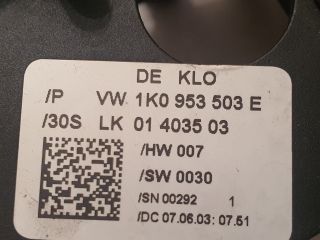 DE KLO
/P VW 1K0 953 503 E
/30S LK 01 4035 03
/HW 007
/SW 0030
/SN 00292 1
/DC 07.06.03: 07.51